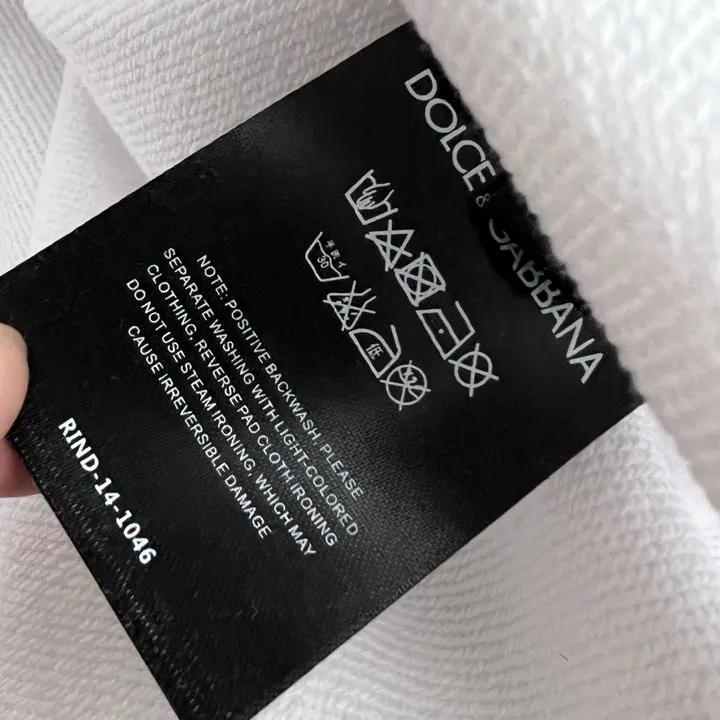 DOLCE & GABBANA
30
低
NOTE: POSITIVE BACKWASH, PLEASE
SEPARATE WASHING WITH LIGHT-COLORED
CLOTHING, REVERSE PAD CLOTH IRONING
DO NOT USE STEAM IRONING, WHICH MAY
CAUSE IRREVERSIBLE DAMAGE
RIND-14-1046